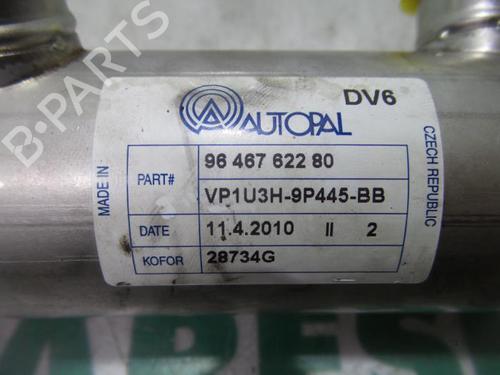 DV6
AUTOPAL
96 467 622 80
PART#
VP1U3H-9P445-BB
DATE 11.4.2010 II 2
KOFOR 28734G
MADE IN
CZECH REPUBLIC
B-PARTS